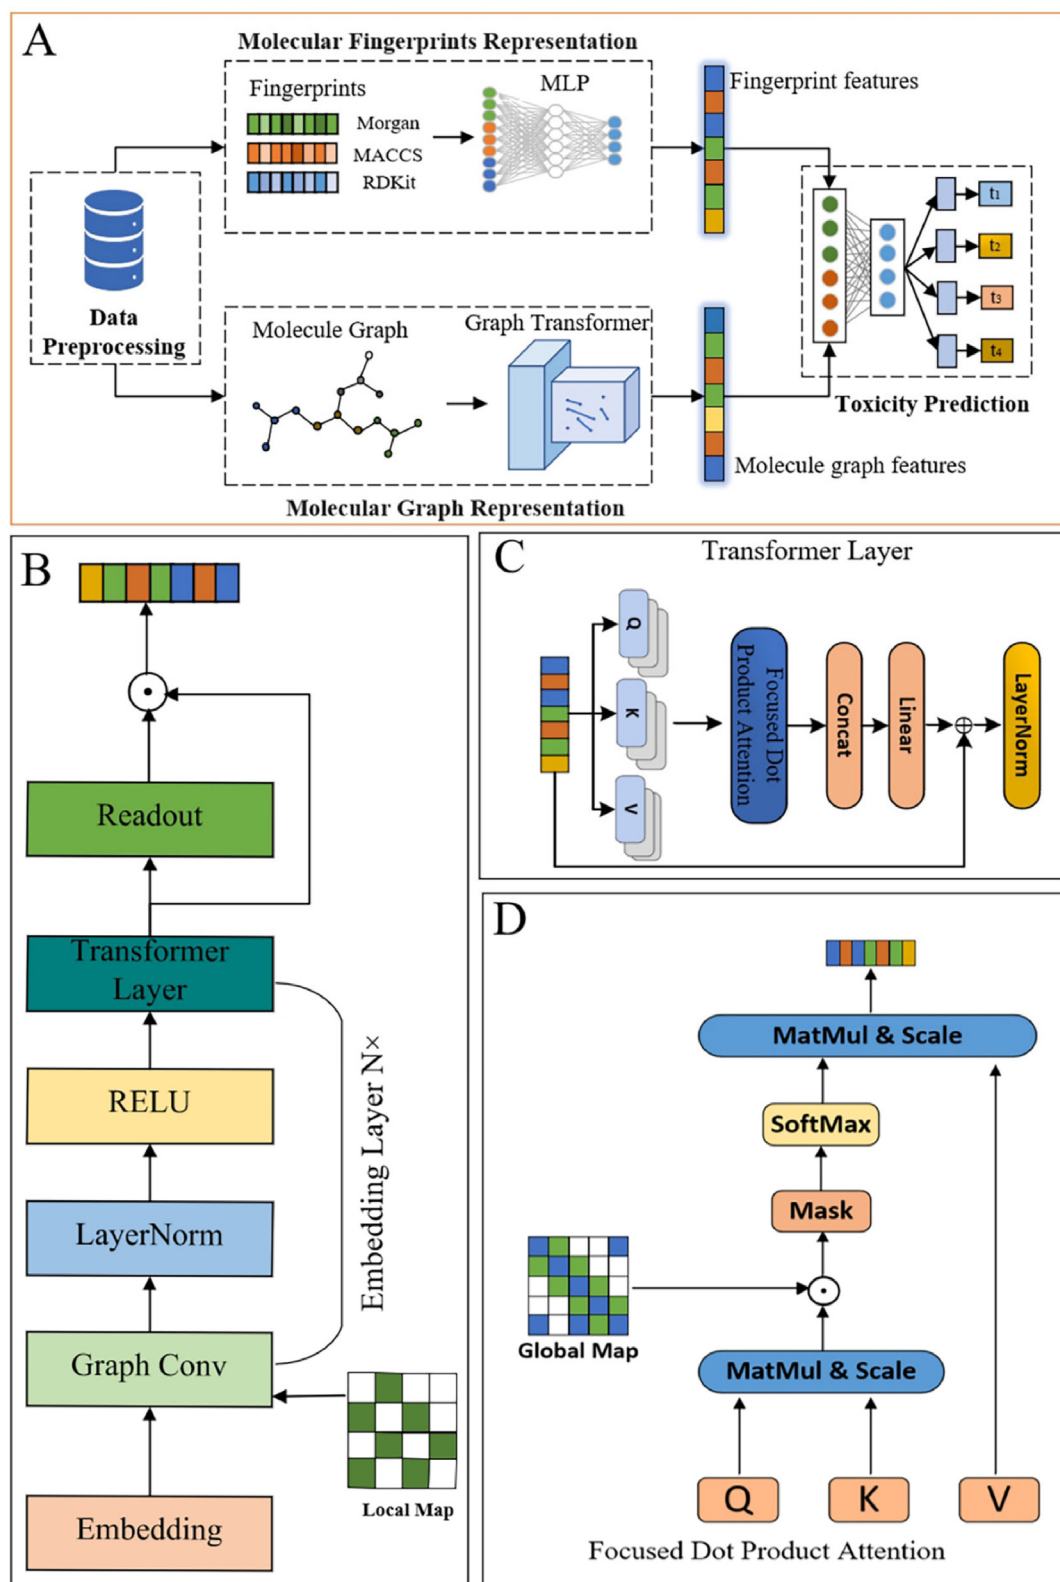 A
Molecular Fingerprints Representation
Fingerprints
MLP
Morgan
MACCS
RDKit
Fingerprint features
Data
Preprocessing
Molecule Graph
Graph Transformer
Molecular Graph Representation
Molecule graph features
t1
t2
t3
t4
Toxicity Prediction
B
Readout
Transformer
Layer
RELU
LayerNorm
Graph Conv
Embedding
Embedding Layer N×
Local Map
C
Transformer Layer
Q
K
V
Focused Dot
Product Attention
Concat
Linear
LayerNorm
D
MatMul & Scale
SoftMax
Mask
Global Map
MatMul & Scale
Q
K
V
Focused Dot Product Attention